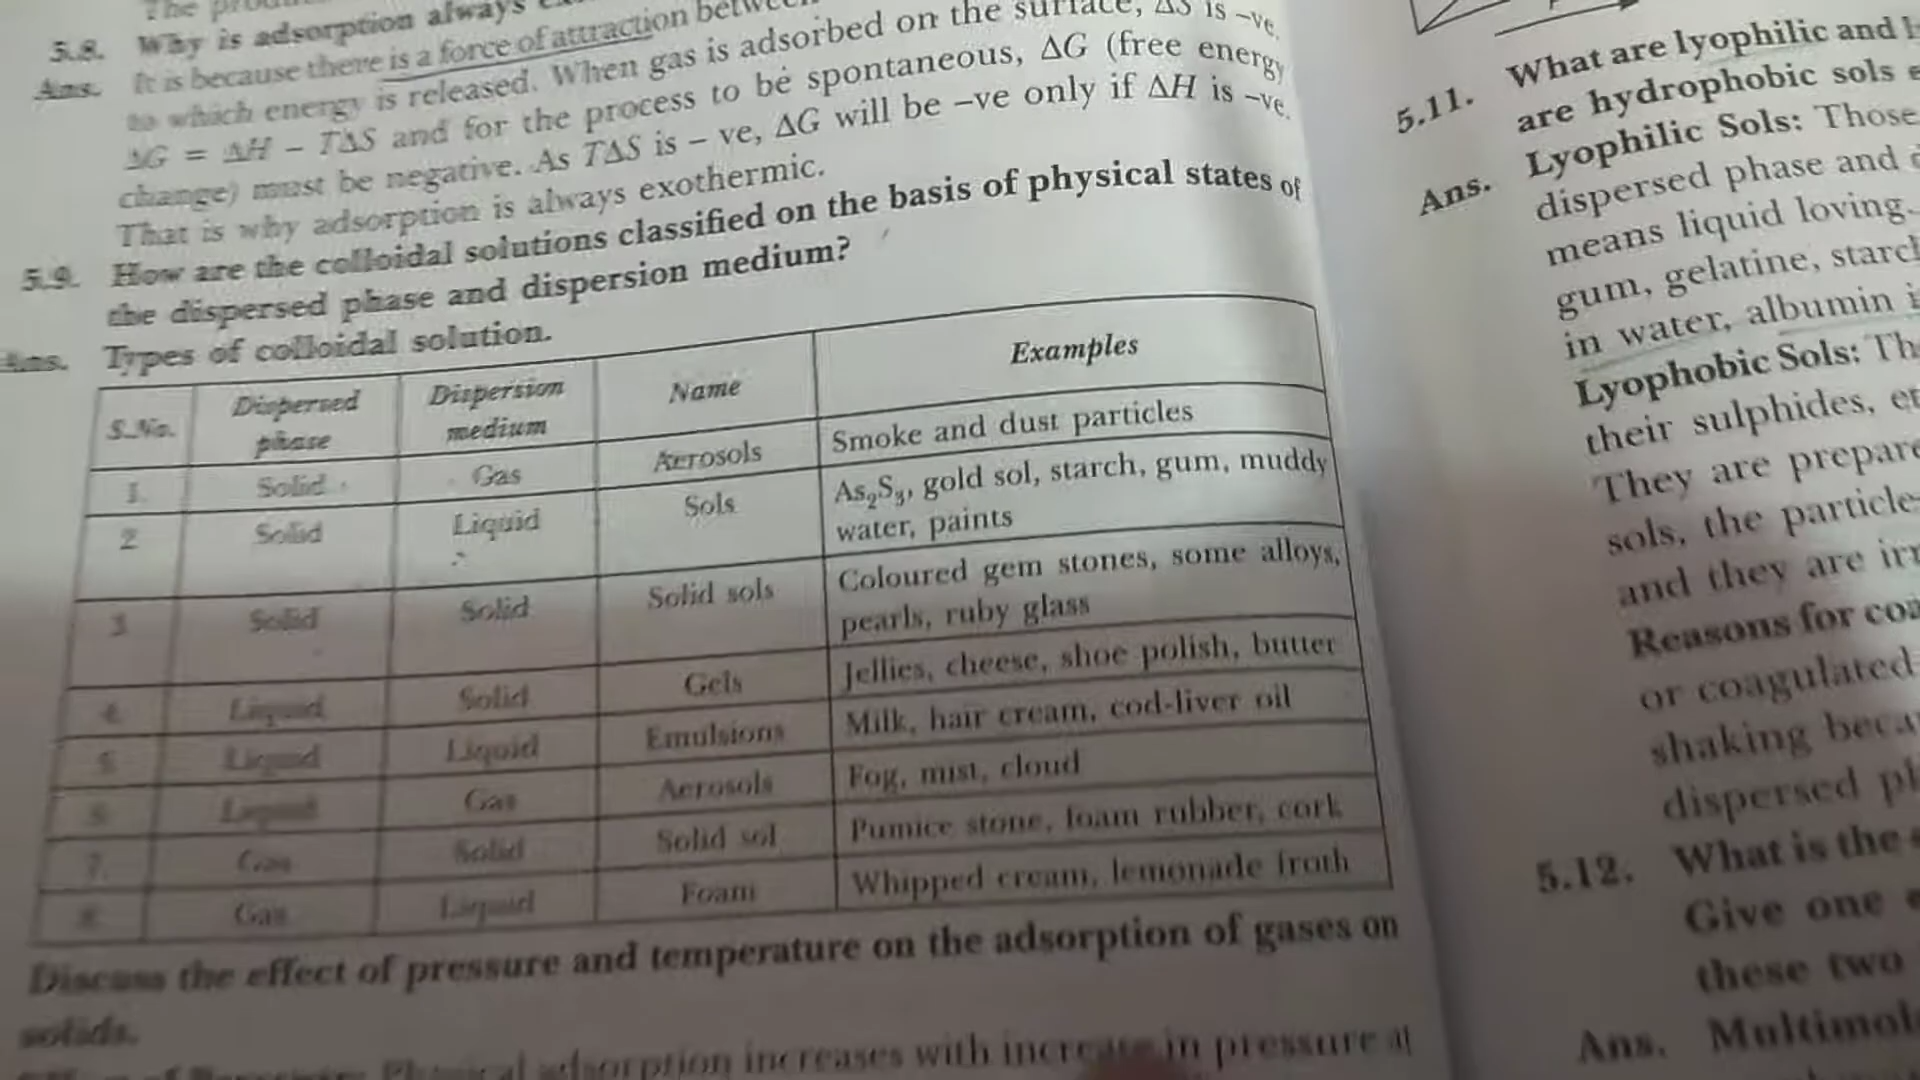 5.8. Why is adsorption always
Ans. It is because there is a force of attraction between
to which energy is released. When gas is adsorbed on the surface, ΔS is –ve.
ΔG = ΔH – TΔS and for the process to be spontaneous, ΔG (free energy
change) must be negative. As TΔS is – ve, ΔG will be –ve only if ΔH is –ve.
That is why adsorption is always exothermic.
5.9. How are the colloidal solutions classified on the basis of physical states of
the dispersed phase and dispersion medium?
Ans. Types of colloidal solution.
S.No. Dispersed phase Dispersion medium Name Examples
1. Solid Gas Aerosols Smoke and dust particles
2 Solid Liquid Sols As₂S₃, gold sol, starch, gum, muddy
water, paints
3 Solid Solid Solid sols Coloured gem stones, some alloys,
pearls, ruby glass
4 Liquid Solid Gels Jellies, cheese, shoe polish, butter
Liquid Liquid Emulsions Milk, hair cream, cod-liver oil
Liquid Gas Aerosols Fog, mist, cloud
7. Gas Solid Solid sol Pumice stone, foam rubber, cork
Gas Liquid Foam Whipped cream, lemonade froth
Discuss the effect of pressure and temperature on the adsorption of gases on
solids.
Physical adsorption increases with increase in pressure at
5.11. What are lyophilic and
are hydrophobic sols
Ans. Lyophilic Sols: Those
dispersed phase and
means liquid loving.
gum, gelatine, starch
in water, albumin
Lyophobic Sols:
their sulphides,
They are prepare
sols, the particle
and they are
Reasons for
or coagulated
shaking
dispersed
5.12. What is the
Give one
these two
Ans.